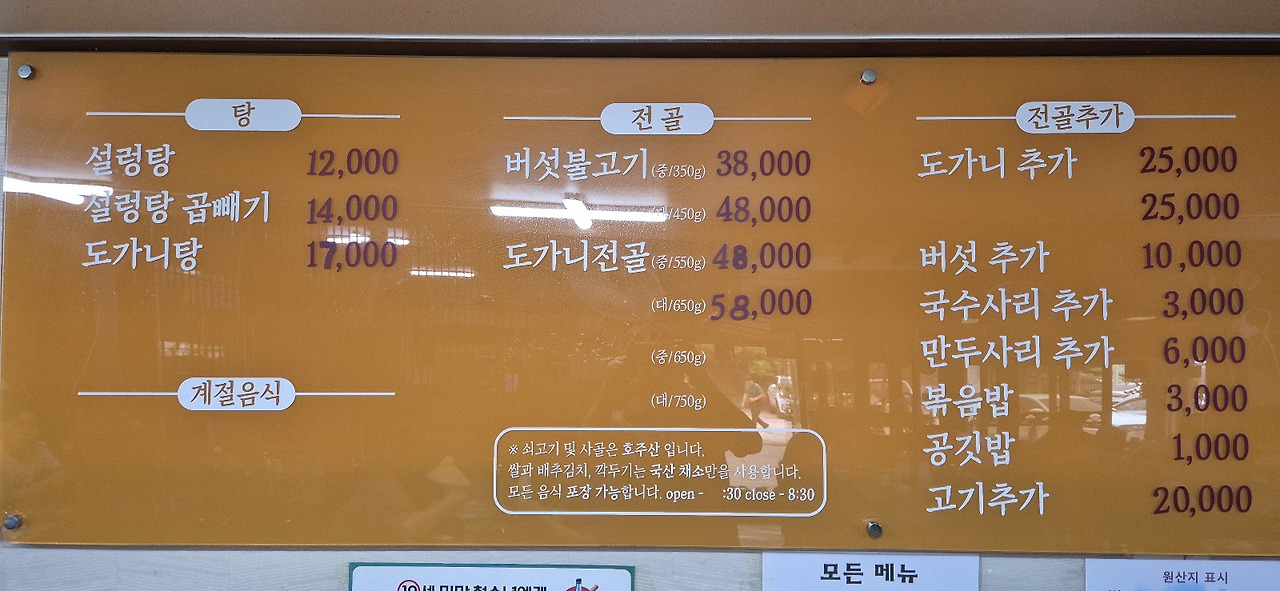 탕
설렁탕 12,000
설렁탕 곱빼기 14,000
도가니탕 17,000
계절음식
전골
버섯불고기 (중/350g) 38,000
/450g) 48,000
도가니전골 (중/550g) 48,000
(대/650g) 58,000
(중/650g)
(대/750g)
※ 쇠고기 및 사골은 호주산 입니다.
쌀과 배추김치, 깍두기는 국산 채소만을 사용합니다.
모든 음식 포장 가능합니다. open - :30 close - 8:30
전골추가
도가니 추가 25,000
25,000
버섯 추가 10,000
국수사리 추가 3,000
만두사리 추가 6,000
볶음밥 3,000
공깃밥 1,000
고기추가 20,000
모든 메뉴
원산지 표시